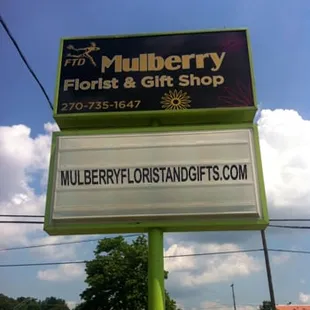 FTD
Mulberry
Florist & Gift Shop
270-735-1647
MULBERRYFLORISTANDGIFTS.COM